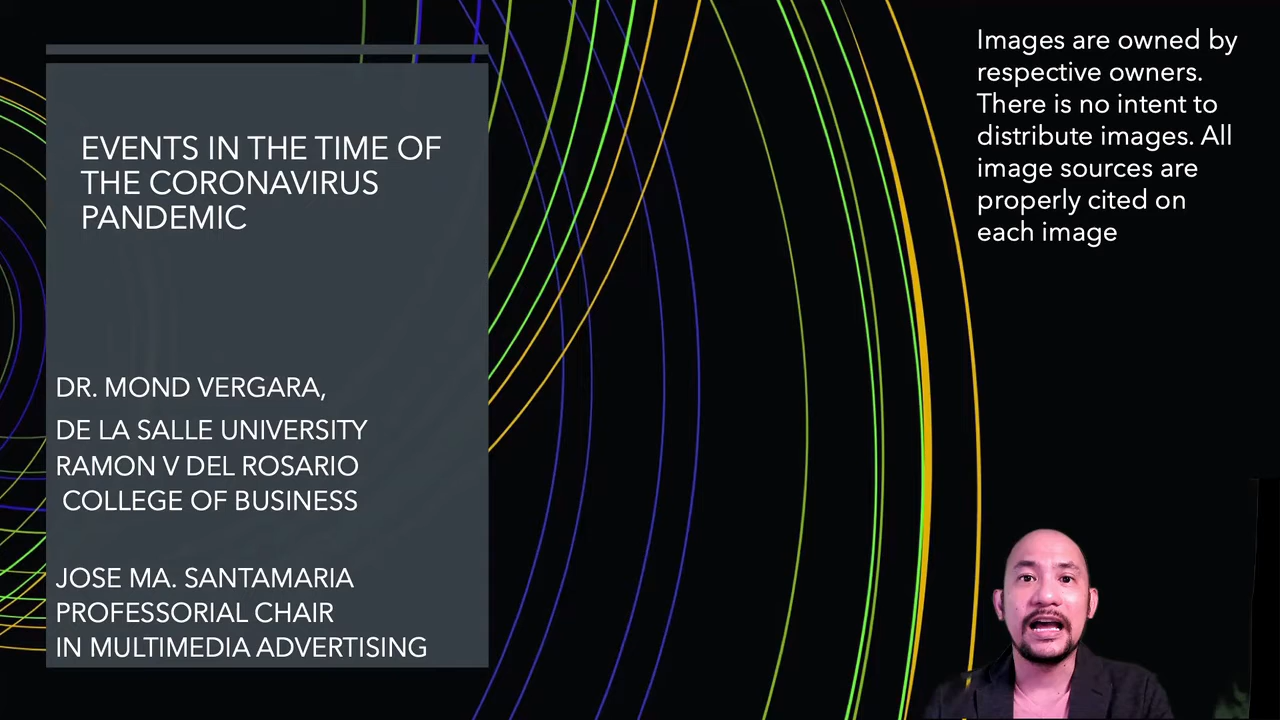 EVENTS IN THE TIME OF
THE CORONAVIRUS
PANDEMIC
DR. MOND VERGARA,
DE LA SALLE UNIVERSITY
RAMON V DEL ROSARIO
COLLEGE OF BUSINESS
JOSE MA. SANTAMARIA
PROFESSORIAL CHAIR
IN MULTIMEDIA ADVERTISING
Images are owned by
respective owners.
There is no intent to
distribute images. All
image sources are
properly cited on
each image